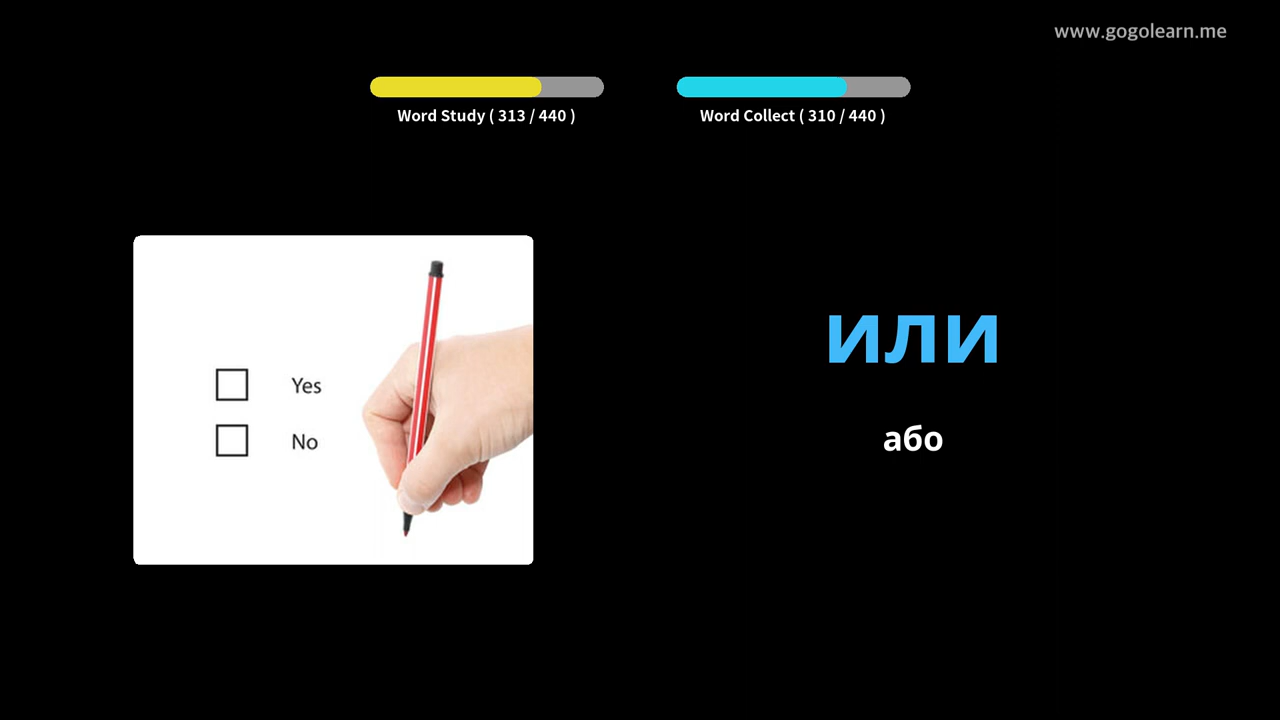 www.gogolearn.me
Word Study ( 313 / 440 )
Word Collect ( 310 / 440 )
Yes
No
или
або